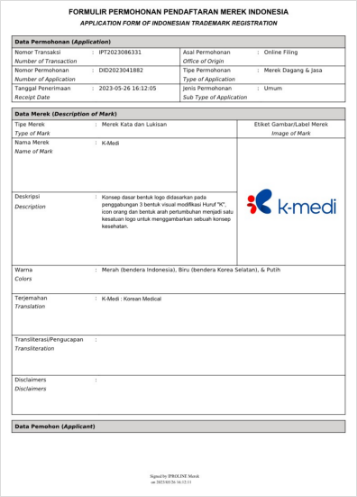 FORMULIR PERMOHONAN PENDAFTARAN MEREK INDONESIA
APPLICATION FORM OF INDONESIAN TRADEMARK REGISTRATION
Data Permohonan (Application)
Nomor Transaksi : IPT2023086331 Asal Permohonan : Online Filing
Number of Transaction Office of Origin
Nomor Permohonan : DID2023041882 Tipe Permohonan : Merek Dagang & Jasa
Number of Application Type of Application
Tanggal Penerimaan : 2023-05-26 16:12:05 Jenis Permohonan : Umum
Receipt Date Sub Type of Application
Data Merek (Description of Mark)
Tipe Merek : Merek Kata dan Lukisan Etiket Gambar/Label Merek
Type of Mark Image of Mark
Nama Merek : K-Medi
Name of Mark
Deskripsi : Konsep dasar bentuk logo didasarkan pada
Description penggabungan 3 bentuk visual modifikasi Huruf "K",
icon orang dan bentuk arah pertumbuhan menjadi satu
kesatuan logo untuk menggambarkan sebuah konsep
kesehatan.
k-medi
Warna : Merah (bendera Indonesia), Biru (bendera Korea Selatan), & Putih
Colors
Terjemahan : K-Medi : Korean Medical
Translation
Transliterasi/Pengucapan :
Transliteration
Disclaimers :
Disclaimers
Data Pemohon (Applicant)
Signed by IPROLINE Merek
on 2023/05/26 16:12:11